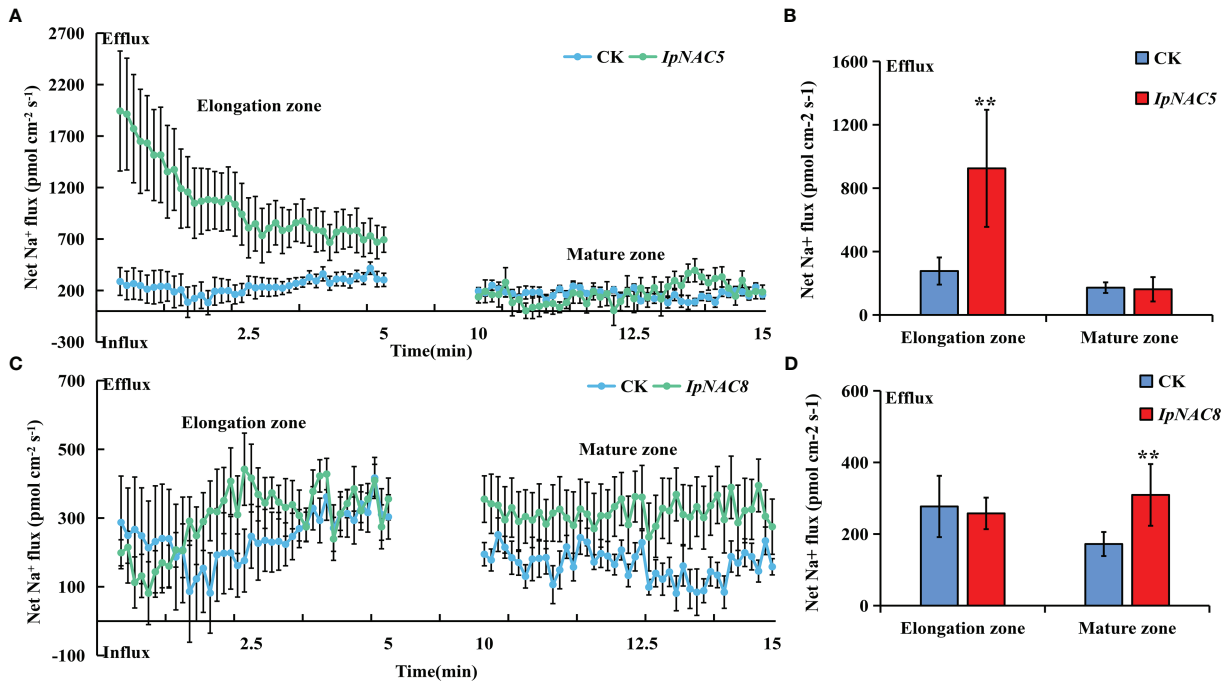 A
Efflux
2700
2200
1700
1200
700
200
-300
Net Na⁺ flux (pmol cm⁻² s⁻¹)
CK IpNAC5
Elongation zone
Mature zone
Influx
2.5 5 10 12.5 15
Time(min)
B
Efflux
1600
1200
800
400
0
Net Na+ flux (pmol cm-2 s-1)
CK
IpNAC5
**
Elongation zone Mature zone
C
Efflux
700
500
300
100
-100
Net Na⁺ flux (pmol cm⁻² s⁻¹)
CK IpNAC8
Elongation zone
Mature zone
Influx
2.5 5 10 12.5 15
Time(min)
D
Efflux
600
400
200
0
Net Na+ flux (pmol cm-2 s-1)
CK
IpNAC8
**
Elongation zone Mature zone